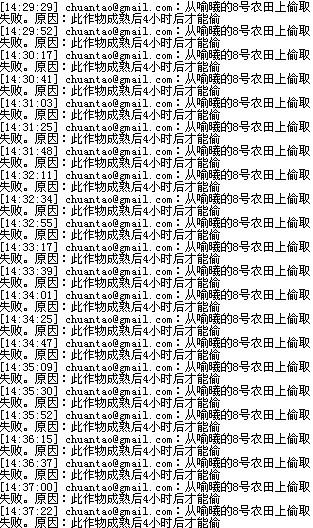 [14:29:29] chuantao@gmail.com：从喻曦的8号农田上偷取
失败。原因：此作物成熟后4小时后才能偷
[14:29:52] chuantao@gmail.com：从喻曦的8号农田上偷取
失败。原因：此作物成熟后4小时后才能偷
[14:30:17] chuantao@gmail.com：从喻曦的8号农田上偷取
失败。原因：此作物成熟后4小时后才能偷
[14:30:41] chuantao@gmail.com：从喻曦的8号农田上偷取
失败。原因：此作物成熟后4小时后才能偷
[14:31:03] chuantao@gmail.com：从喻曦的8号农田上偷取
失败。原因：此作物成熟后4小时后才能偷
[14:31:25] chuantao@gmail.com：从喻曦的8号农田上偷取
失败。原因：此作物成熟后4小时后才能偷
[14:31:48] chuantao@gmail.com：从喻曦的8号农田上偷取
失败。原因：此作物成熟后4小时后才能偷
[14:32:11] chuantao@gmail.com：从喻曦的8号农田上偷取
失败。原因：此作物成熟后4小时后才能偷
[14:32:34] chuantao@gmail.com：从喻曦的8号农田上偷取
失败。原因：此作物成熟后4小时后才能偷
[14:32:55] chuantao@gmail.com：从喻曦的8号农田上偷取
失败。原因：此作物成熟后4小时后才能偷
[14:33:17] chuantao@gmail.com：从喻曦的8号农田上偷取
失败。原因：此作物成熟后4小时后才能偷
[14:33:39] chuantao@gmail.com：从喻曦的8号农田上偷取
失败。原因：此作物成熟后4小时后才能偷
[14:34:01] chuantao@gmail.com：从喻曦的8号农田上偷取
失败。原因：此作物成熟后4小时后才能偷
[14:34:25] chuantao@gmail.com：从喻曦的8号农田上偷取
失败。原因：此作物成熟后4小时后才能偷
[14:34:47] chuantao@gmail.com：从喻曦的8号农田上偷取
失败。原因：此作物成熟后4小时后才能偷
[14:35:09] chuantao@gmail.com：从喻曦的8号农田上偷取
失败。原因：此作物成熟后4小时后才能偷
[14:35:30] chuantao@gmail.com：从喻曦的8号农田上偷取
失败。原因：此作物成熟后4小时后才能偷
[14:35:52] chuantao@gmail.com：从喻曦的8号农田上偷取
失败。原因：此作物成熟后4小时后才能偷
[14:36:15] chuantao@gmail.com：从喻曦的8号农田上偷取
失败。原因：此作物成熟后4小时后才能偷
[14:36:37] chuantao@gmail.com：从喻曦的8号农田上偷取
失败。原因：此作物成熟后4小时后才能偷
[14:37:00] chuantao@gmail.com：从喻曦的8号农田上偷取
失败。原因：此作物成熟后4小时后才能偷
[14:37:22] chuantao@gmail.com：从喻曦的8号农田上偷取
失败。原因：此作物成熟后4小时后才能偷